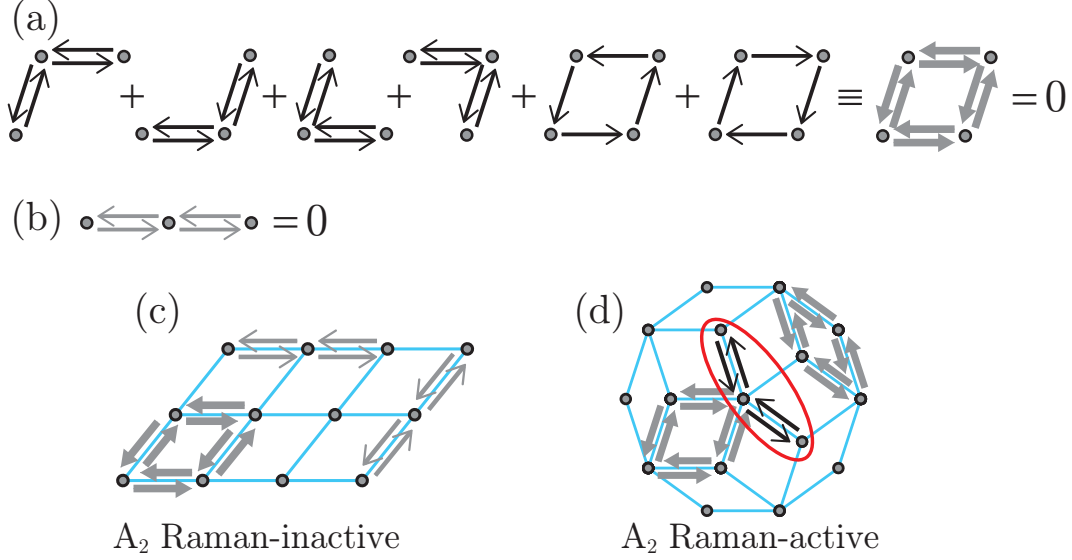 (a)
+ + + + + ≡ = 0
(b) = 0
(c) (d)
A₂ Raman-inactive A₂ Raman-active